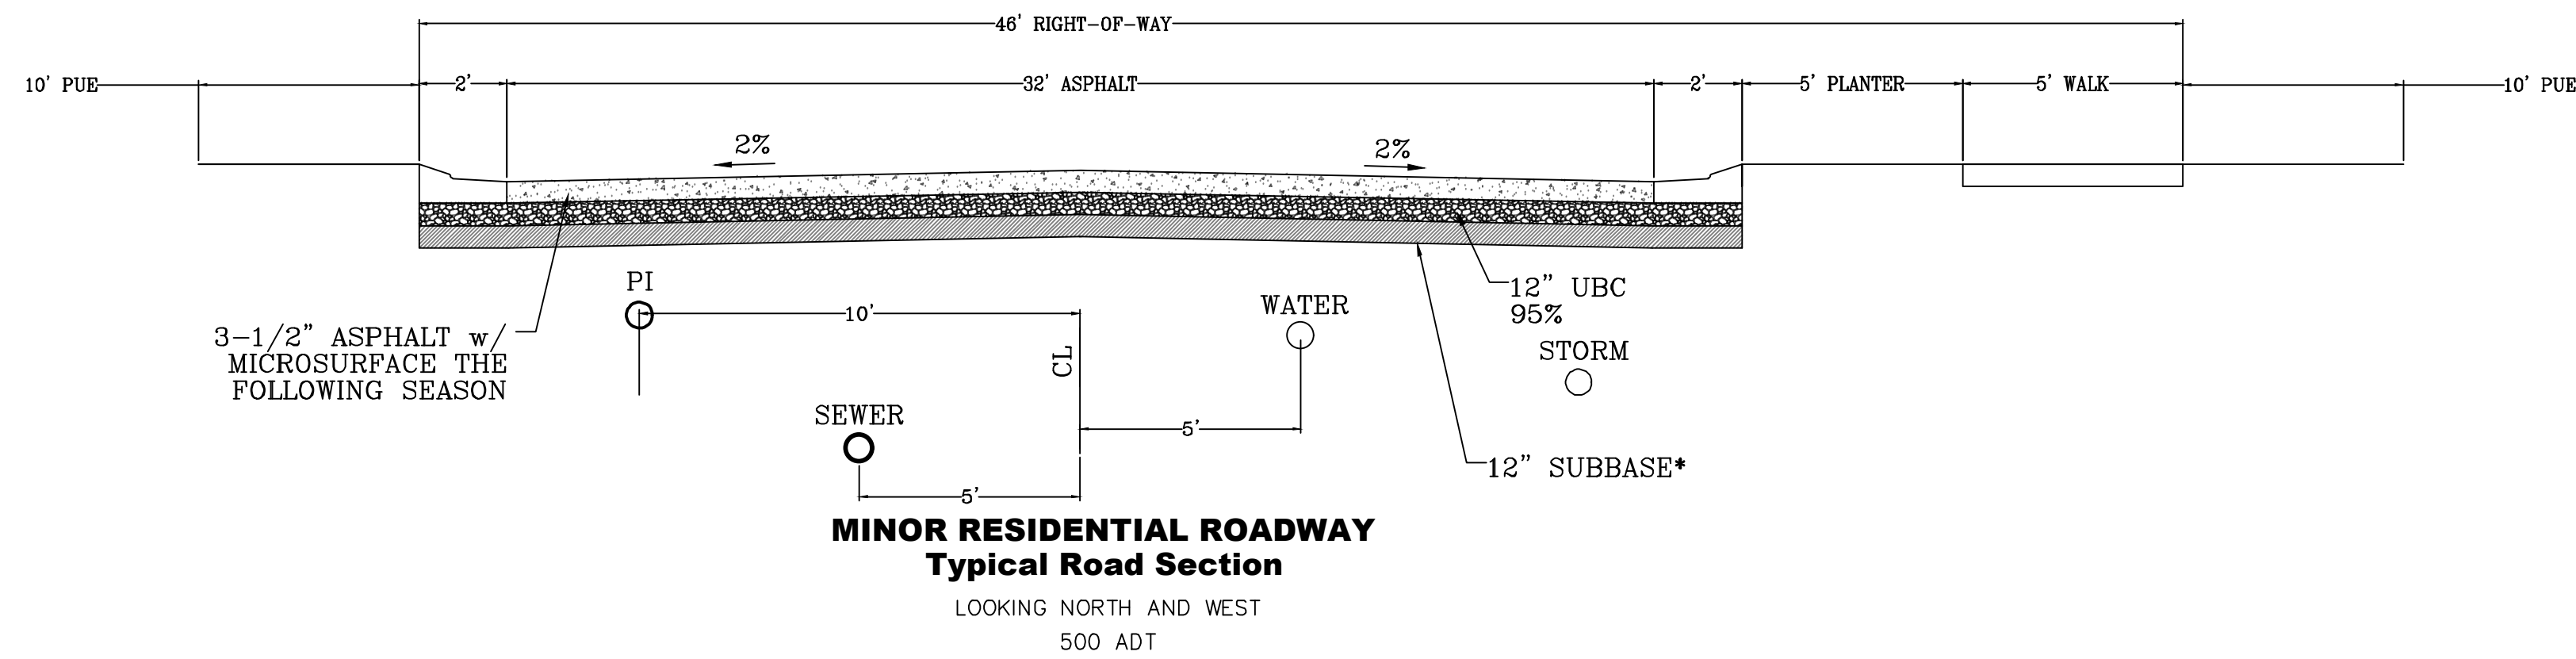 46' RIGHT-OF-WAY
10' PUE
2'
32' ASPHALT
2'
5' PLANTER
5' WALK
10' PUE
2%
2%
PI
10'
WATER
12" UBC
95%
3-1/2" ASPHALT w/
MICROSURFACE THE
FOLLOWING SEASON
CL
STORM
SEWER
5'
12" SUBBASE*
5'
MINOR RESIDENTIAL ROADWAY
Typical Road Section
LOOKING NORTH AND WEST
500 ADT